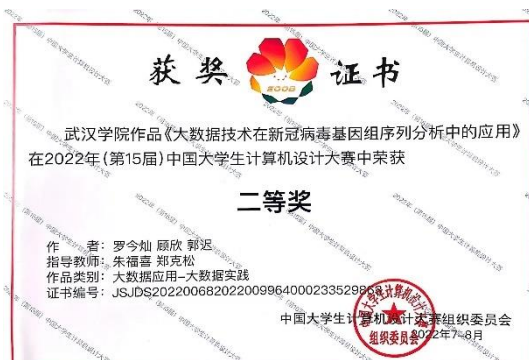 获奖 2008 证书
武汉学院作品《大数据技术在新冠病毒基因组序列分析中的应用》
在2022年(第15届)中国大学生计算机设计大赛中荣获
二等奖
作 者：罗今灿 顾欣 郭迟
指导教师：朱福喜 郑克松
作品类别：大数据应用-大数据实践
证书编号：JSJDS20220068202200996400023352986
中国大学生计算机设计大赛组织委员会
组织委员会
2022年7-8月